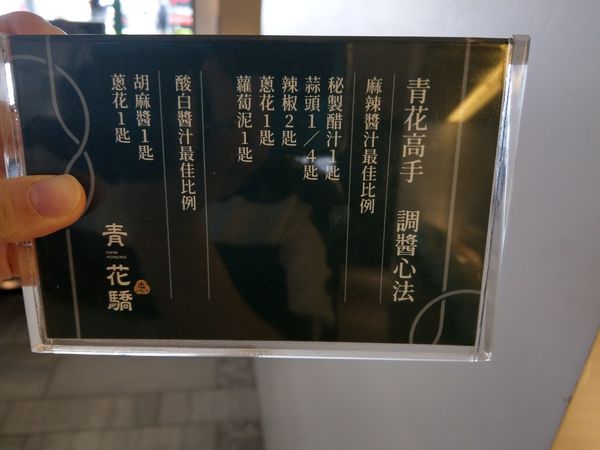 青花高手 調醬心法
麻辣醬汁最佳比例
秘製醋汁1匙
蒜頭1／4匙
辣椒2匙
蔥花1匙
蘿蔔泥1匙
酸白醬汁最佳比例
胡麻醬1匙
蔥花1匙
青花驕